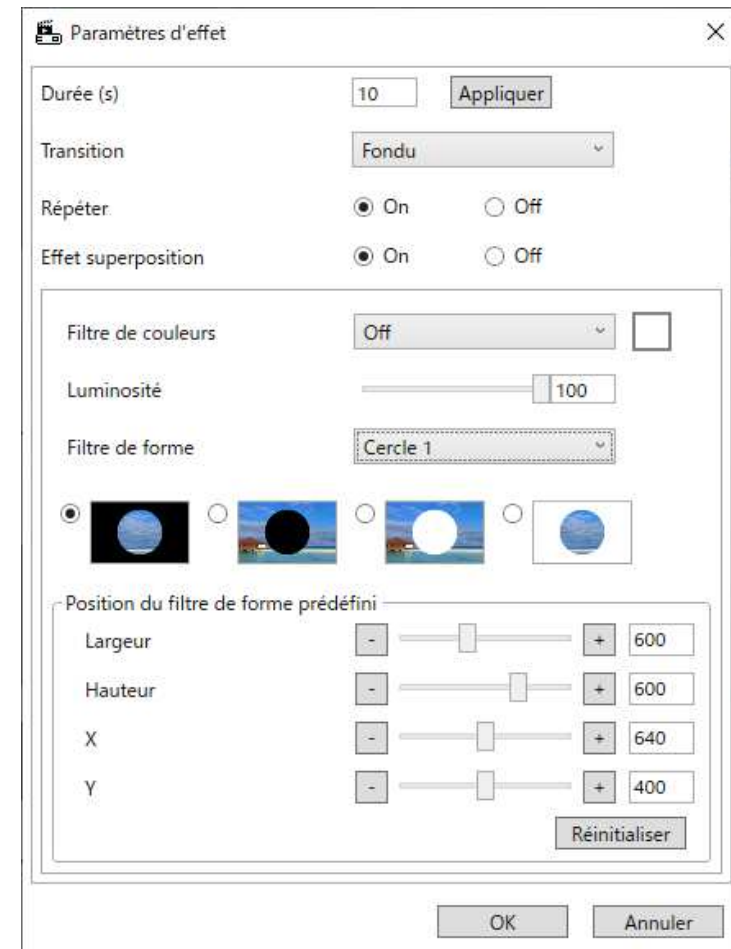 Paramètres d'effet
Durée (s) 10 Appliquer
Transition Fondu
Répéter On Off
Effet superposition On Off
Filtre de couleurs Off
Luminosité 100
Filtre de forme Cercle 1
Position du filtre de forme prédéfini
Largeur - + 600
Hauteur - + 600
X - + 640
Y - + 400
Réinitialiser
OK Annuler